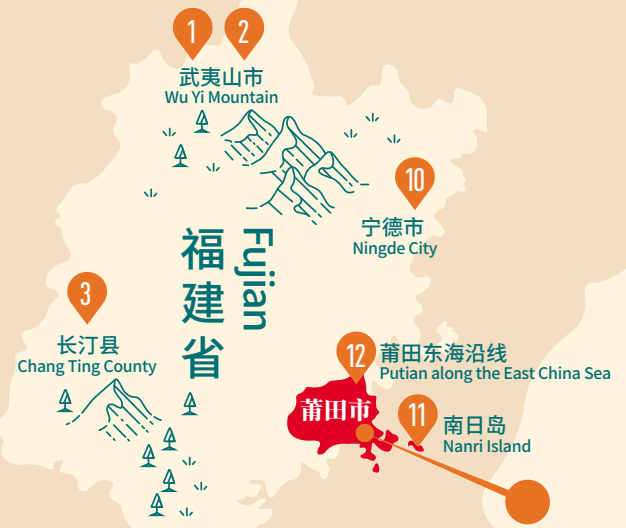 1
2
武夷山市
Wu Yi Mountain
10
宁德市
Ningde City
福建省
Fujian
3
长汀县
Chang Ting County
12
莆田东海沿线
Putian along the East China Sea
莆田市
11
南日岛
Nanri Island